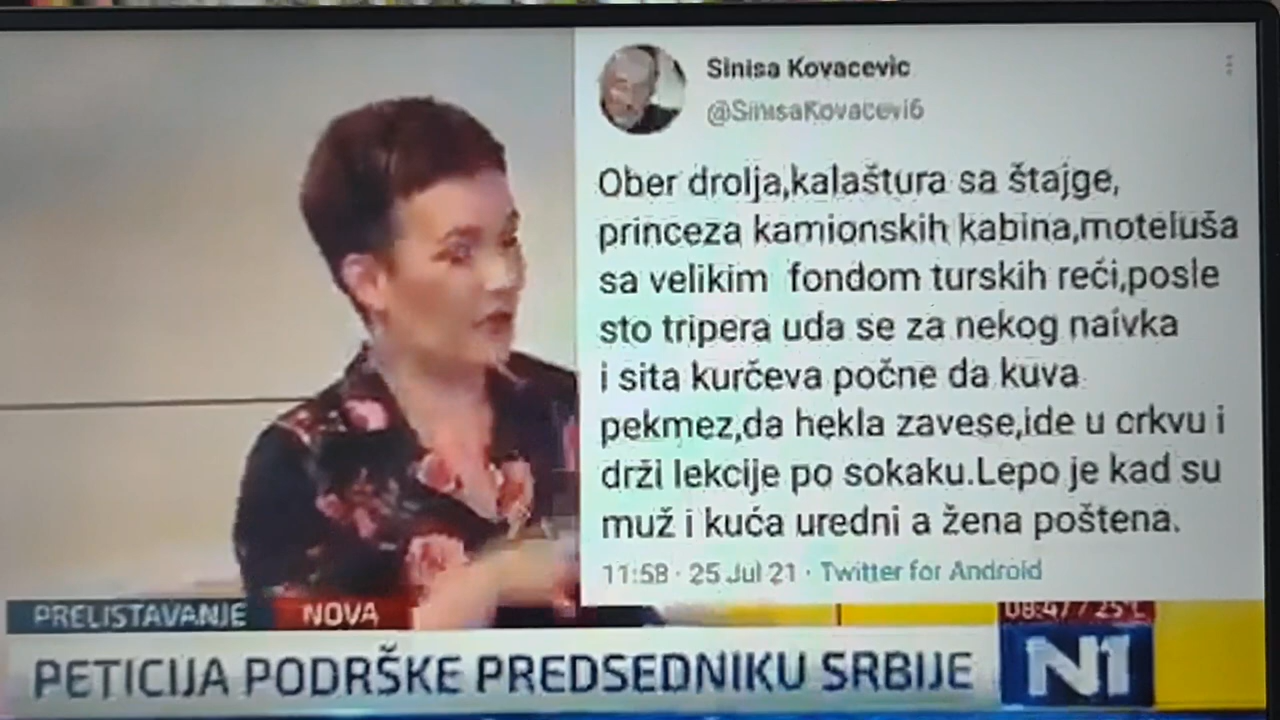 Sinisa Kovacevic
@SinisaKovacevi6
Ober drolja,kalaštura sa štajge,
princeza kamionskih kabina,moteluša
sa velikim fondom turskih reći,posle
sto tripera uda se za nekog naivka
i sita kurčeva počne da kuva
pekmez,da hekla zavese,ide u crkvu i
drži lekcije po sokaku.Lepo je kad su
muž i kuća uredni a žena poštena.
11:58 · 25 Jul 21 · Twitter for Android
PRELISTAVANJE NOVA
08:47 / 25°C
PETICIJA PODRŠKE PREDSEDNIKU SRBIJE
N1